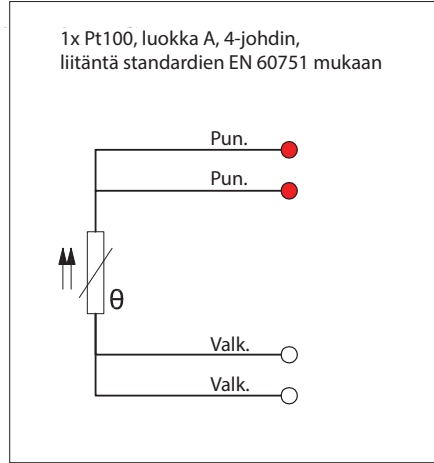 1x Pt100, luokka A, 4-johdin,
liitäntä standardien EN 60751 mukaan
Pun.
Pun.
θ
Valk.
Valk.